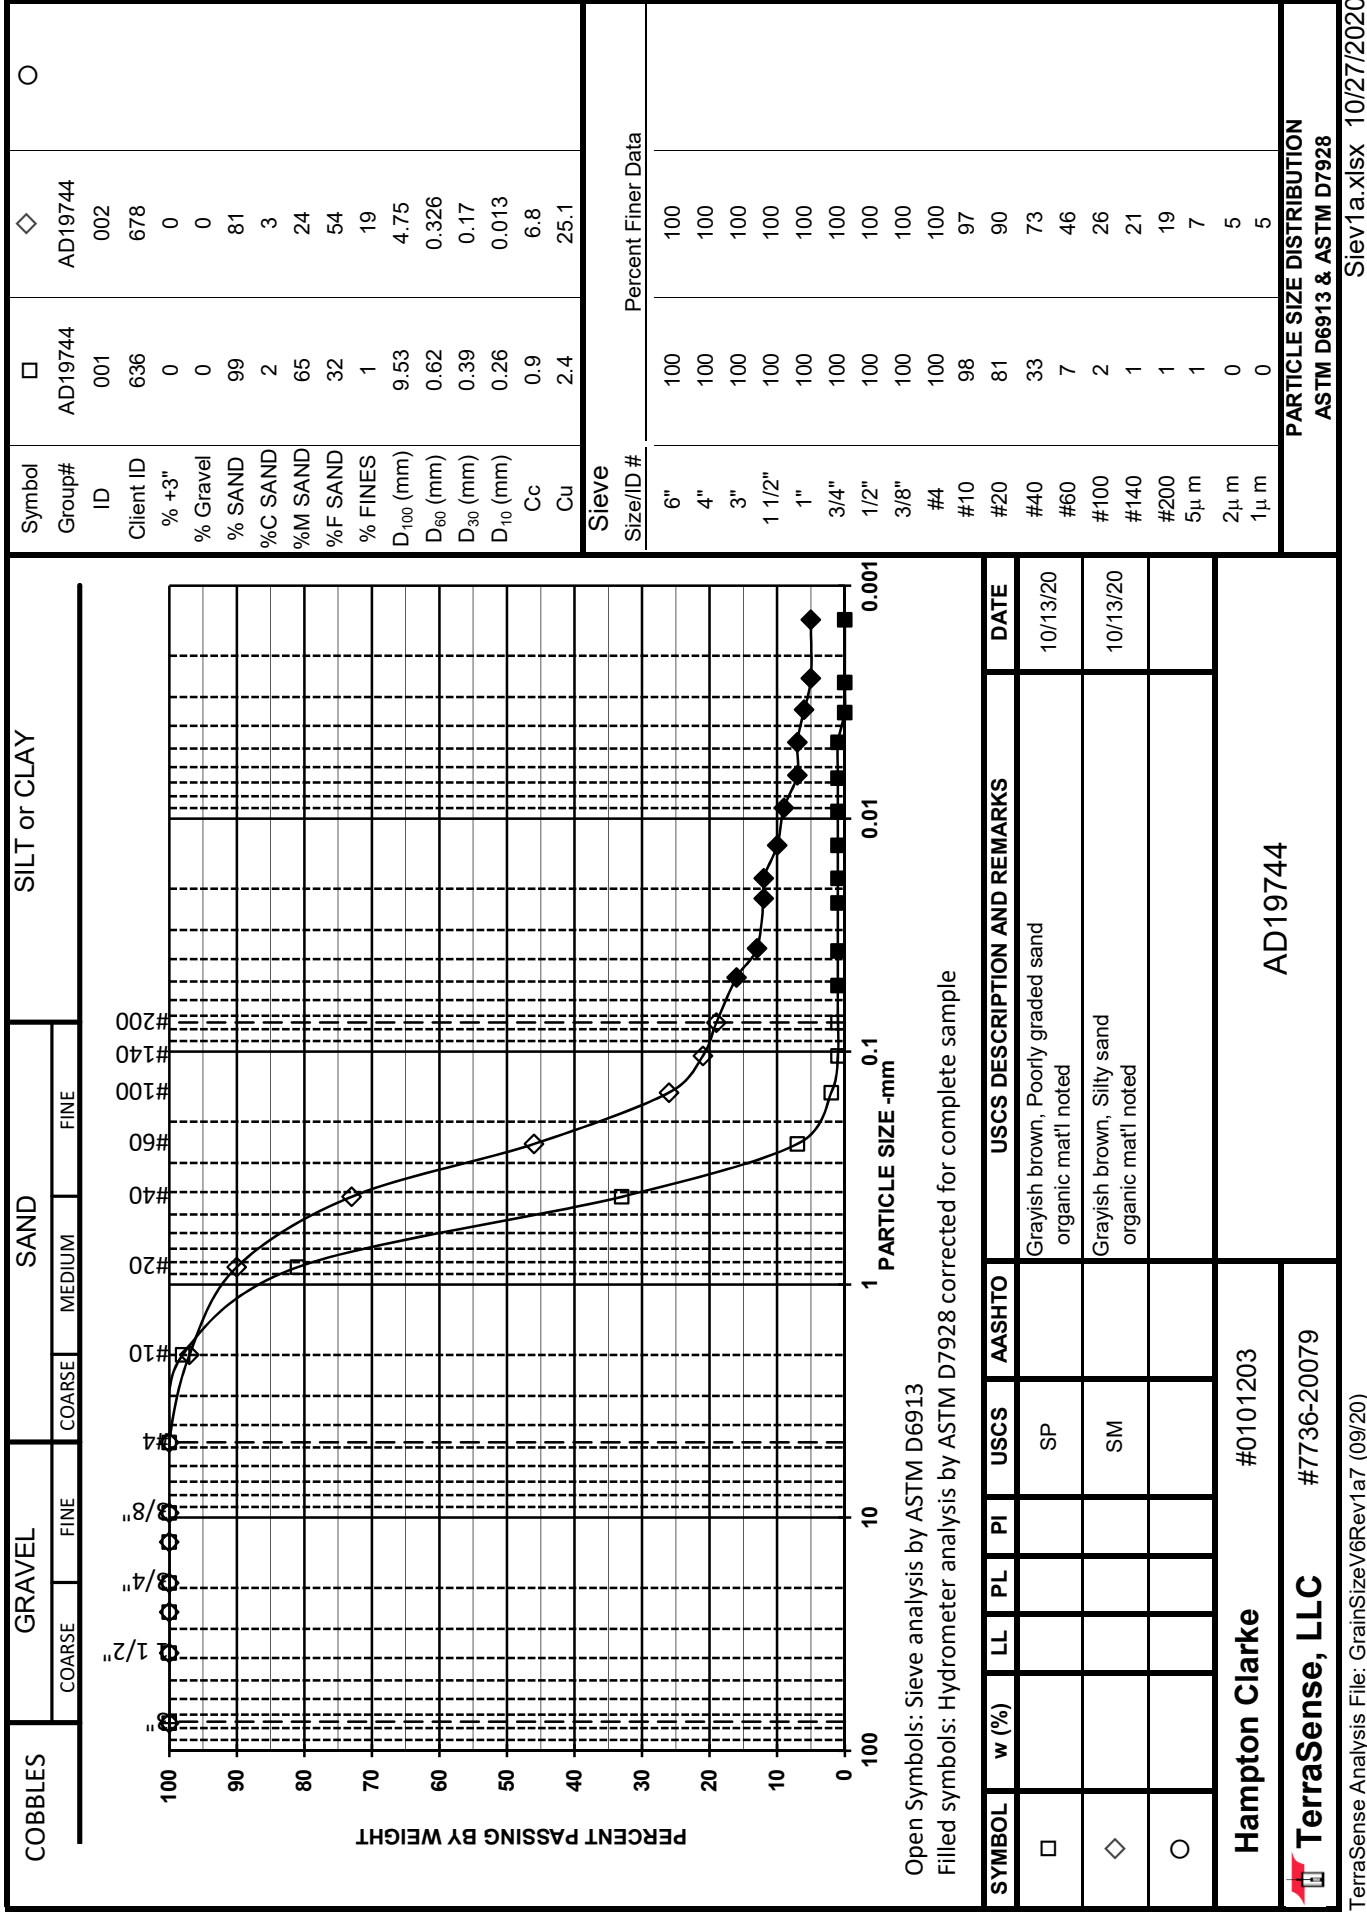 COBBLES GRAVEL SAND SILT or CLAY
COARSE FINE COARSE MEDIUM FINE
1 1/2" 3/4" 3/8" #4 #10 #20 #40 #60 #100 #140 #200
PERCENT PASSING BY WEIGHT
100
90
80
70
60
50
40
30
20
10
0
100 10 1 0.1 0.01 0.001
PARTICLE SIZE -mm
Open Symbols: Sieve analysis by ASTM D6913
Filled symbols: Hydrometer analysis by ASTM D7928 corrected for complete sample
SYMBOL w (%) LL PL PI USCS AASHTO USCS DESCRIPTION AND REMARKS DATE
□ SP Grayish brown, Poorly graded sand 10/13/20
organic mat'l noted
◇ SM Grayish brown, Silty sand 10/13/20
organic mat'l noted
○
Hampton Clarke #0101203
TerraSense, LLC #7736-20079
AD19744
TerraSense Analysis File: GrainSizeV6Rev1a7 (09/20)
Symbol □ ◇ ○
Group# AD19744 AD19744
ID 001 002
Client ID 636 678
% +3" 0 0
% Gravel 0 0
% SAND 99 81
%C SAND 2 3
%M SAND 65 24
%F SAND 32 54
% FINES 1 19
D100 (mm) 9.53 4.75
D60 (mm) 0.62 0.326
D30 (mm) 0.39 0.17
D10 (mm) 0.26 0.013
Cc 0.9 6.8
Cu 2.4 25.1
Sieve
Size/ID # Percent Finer Data
6" 100 100
4" 100 100
3" 100 100
1 1/2" 100 100
1" 100 100
3/4" 100 100
1/2" 100 100
3/8" 100 100
#4 100 100
#10 98 97
#20 81 90
#40 33 73
#60 7 46
#100 2 26
#140 1 21
#200 1 19
5μ m 1 7
2μ m 0 5
1μ m 0 5
PARTICLE SIZE DISTRIBUTION
ASTM D6913 & ASTM D7928
Siev1a.xlsx 10/27/2020